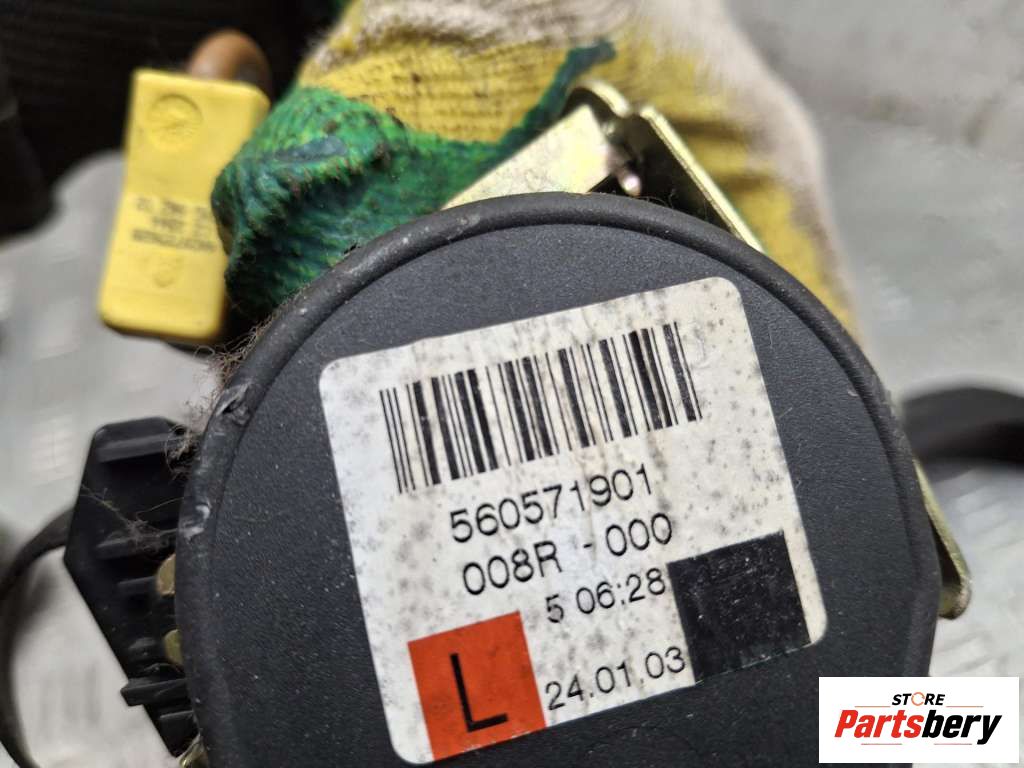 560571901
008R - 000
5 06:28
L
24.01.03
STORE
Partsbery